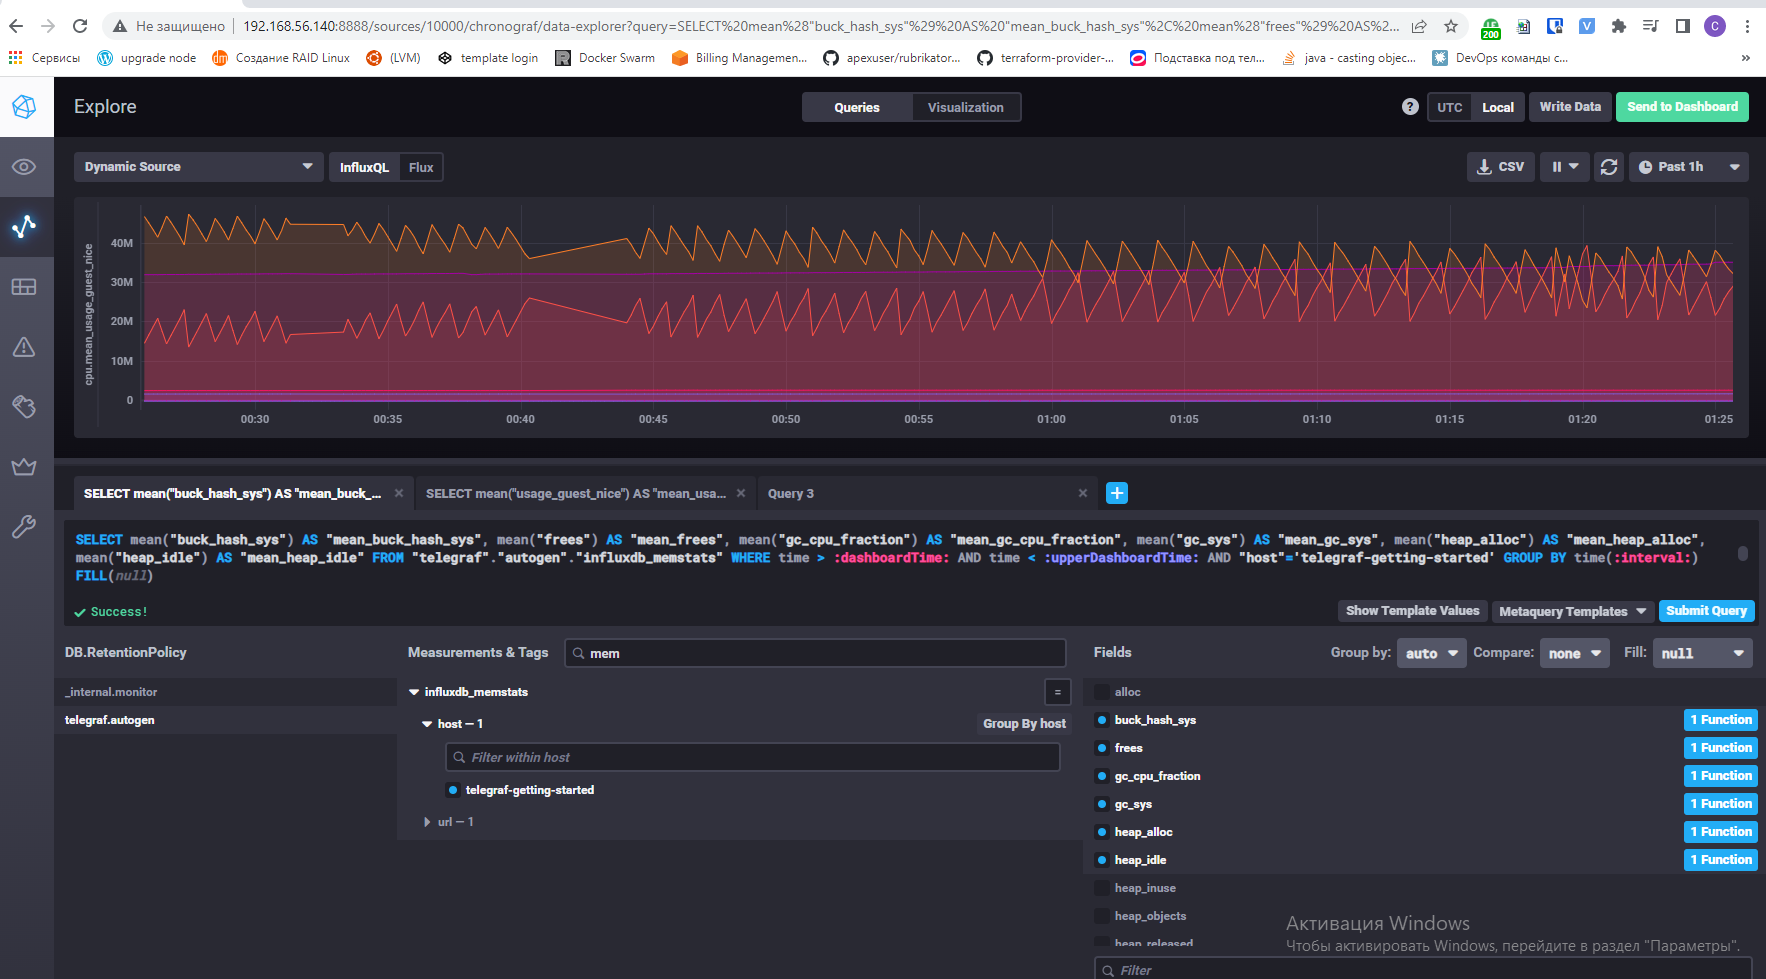 Не защищено
192.168.56.140:8888/sources/10000/chronograf/data-explorer?query=SELECT%20mean%28"buck_hash_sys"%29%20AS%20"mean_buck_hash_sys"%2C%20mean%28"frees"%29%20AS%2...
200
C
Сервисы
upgrade node
Создание RAID Linux
(LVM)
template login
Docker Swarm
Billing Managemen...
apexuser/rubrikator...
terraform-provider-...
Подставка под тел...
java - casting objec...
DevOps команды с...
Explore
Queries
Visualization
UTC
Local
Write Data
Send to Dashboard
Dynamic Source
InfluxQL
Flux
CSV
Past 1h
cpu.mean_usage_guest_nice
40M
30M
20M
10M
0
00:30
00:35
00:40
00:45
00:50
00:55
01:00
01:05
01:10
01:15
01:20
01:25
SELECT mean("buck_hash_sys") AS "mean_buck_...
SELECT mean("usage_guest_nice") AS "mean_usa...
Query 3
SELECT mean("buck_hash_sys") AS "mean_buck_hash_sys", mean("frees") AS "mean_frees", mean("gc_cpu_fraction") AS "mean_gc_cpu_fraction", mean("gc_sys") AS "mean_gc_sys", mean("heap_alloc") AS "mean_heap_alloc",
mean("heap_idle") AS "mean_heap_idle" FROM "telegraf"."autogen"."influxdb_memstats" WHERE time > :dashboardTime: AND time < :upperDashboardTime: AND "host"='telegraf-getting-started' GROUP BY time(:interval:)
FILL(null)
Success!
Show Template Values
Metaquery Templates
Submit Query
DB.RetentionPolicy
_internal.monitor
telegraf.autogen
Measurements & Tags
mem
influxdb_memstats
=
host — 1
Group By host
Filter within host
telegraf-getting-started
url — 1
Fields
Group by:
auto
Compare:
none
Fill:
null
alloc
buck_hash_sys
1 Function
frees
1 Function
gc_cpu_fraction
1 Function
gc_sys
1 Function
heap_alloc
1 Function
heap_idle
1 Function
heap_inuse
heap_objects
heap_released
Filter
Активация Windows
Чтобы активировать Windows, перейдите в раздел "Параметры".